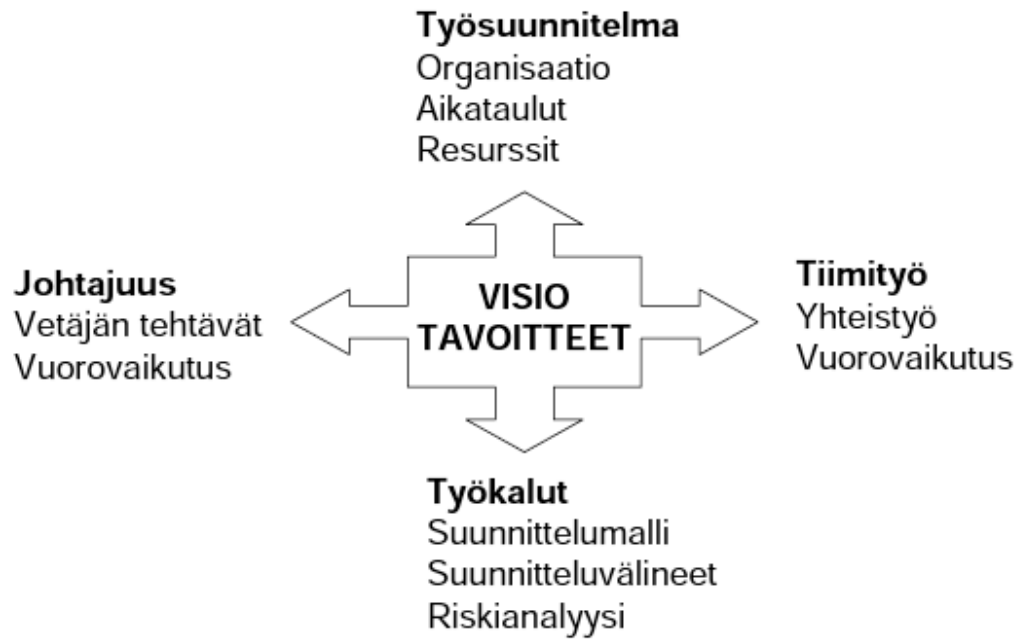 Työsuunnitelma
Organisaatio
Aikataulut
Resurssit
Johtajuus
Vetäjän tehtävät
Vuorovaikutus
VISIO
TAVOITTEET
Tiimityö
Yhteistyö
Vuorovaikutus
Työkalut
Suunnittelumalli
Suunnitteluvälineet
Riskianalyysi